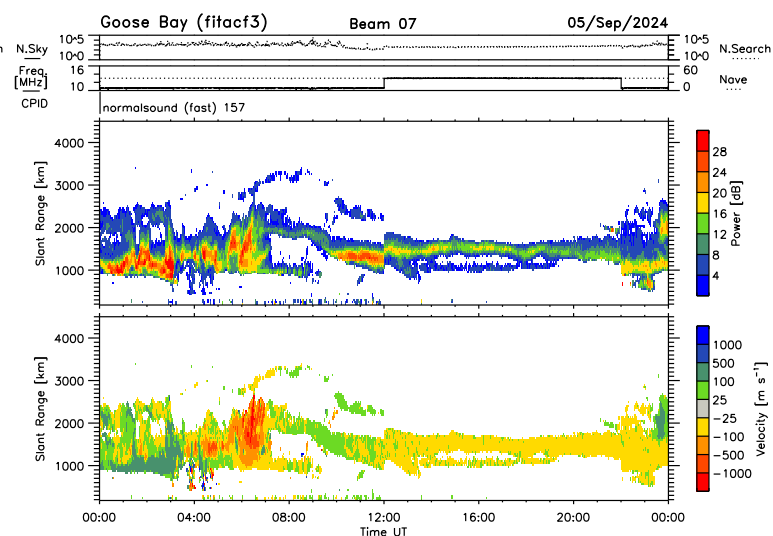 Goose Bay (fitacf3) Beam 07 05/Sep/2024
n N.Sky 10^5 10^0 10^5 10^0 N.Search
Freq. [MHz] 16 10 60 0 Nave
CPID normalsound (fast) 157
Slant Range [km] 4000 3000 2000 1000
28 24 20 16 12 8 4 Power [dB]
Slant Range [km] 4000 3000 2000 1000
1000 500 100 25 -25 -100 -500 -1000 Velocity [m s^-1]
00:00 04:00 08:00 12:00 16:00 20:00 00:00
Time UT